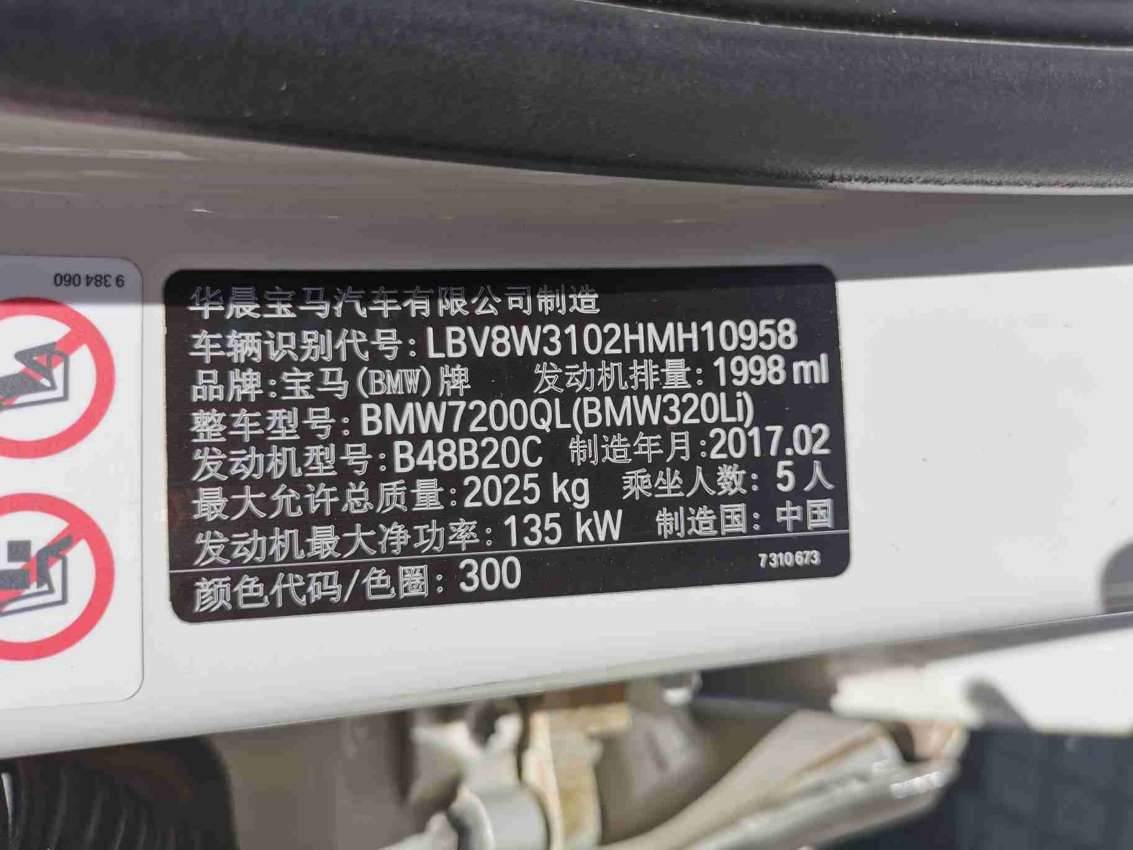 9 384 060
华晨宝马汽车有限公司制造
车辆识别代号: LBV8W3102HMH10958
品牌:宝马(BMW)牌 发动机排量: 1998 ml
整车型号: BMW7200QL(BMW320Li)
发动机型号: B48B20C 制造年月:2017.02
最大允许总质量:2025 kg 乘坐人数: 5 人
发动机最大净功率: 135 kW 制造国: 中国
7 310 673
颜色代码/色圈: 300